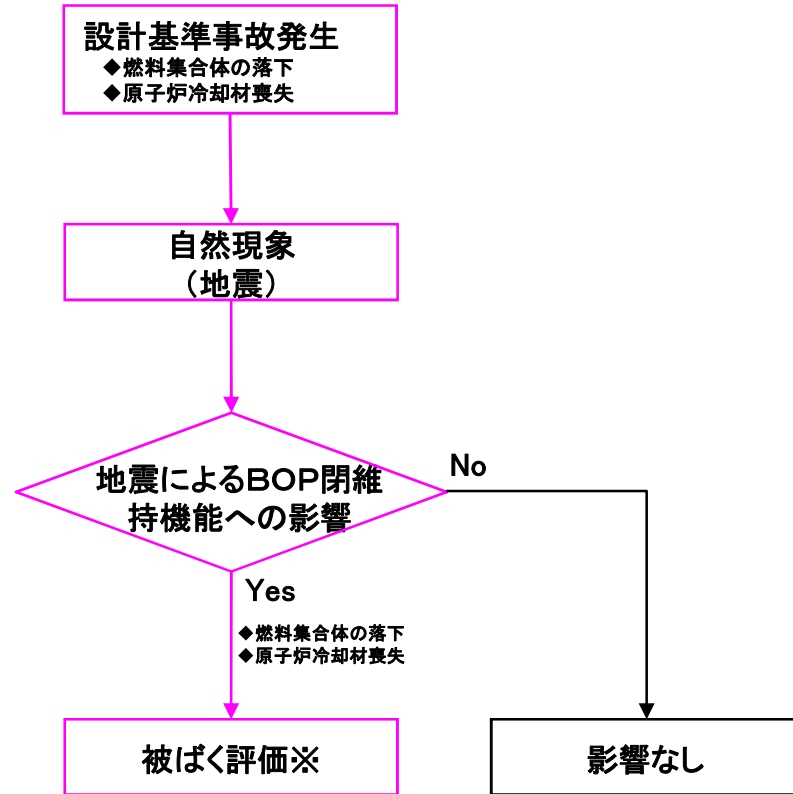 設計基準事故発生
◆燃料集合体の落下
◆原子炉冷却材喪失
自然現象
（地震）
地震によるＢＯＰ閉維
持機能への影響
No
Yes
◆燃料集合体の落下
◆原子炉冷却材喪失
被ばく評価※
影響なし